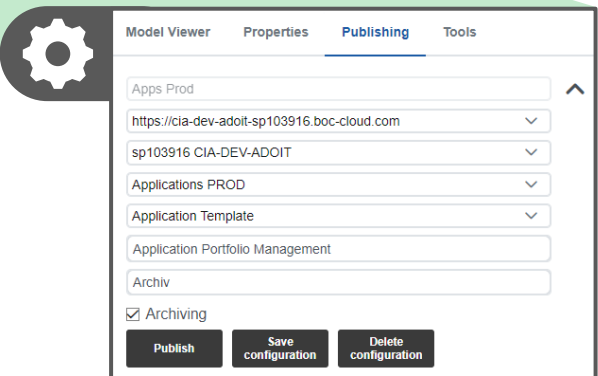 Model Viewer Properties Publishing Tools
Apps Prod
https://cia-dev-adoit-sp103916.boc-cloud.com
sp103916 CIA-DEV-ADOIT
Applications PROD
Application Template
Application Portfolio Management
Archiv
Archiving
Publish Save configuration Delete configuration